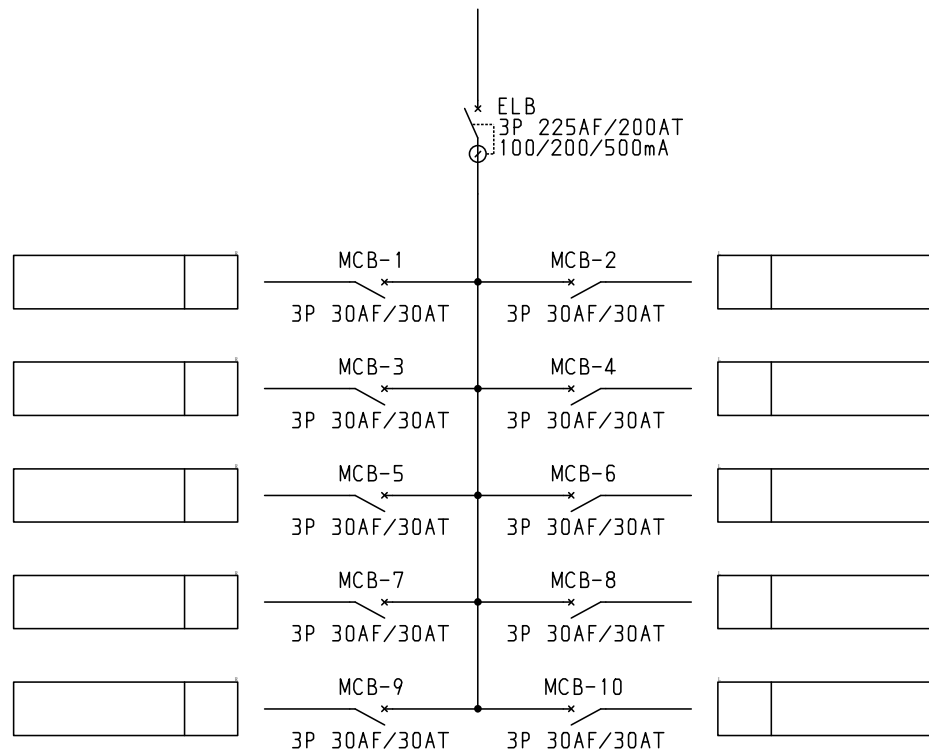 ELB
3P 225AF/200AT
100/200/500mA
MCB-1
MCB-2
3P 30AF/30AT
3P 30AF/30AT
MCB-3
MCB-4
3P 30AF/30AT
3P 30AF/30AT
MCB-5
MCB-6
3P 30AF/30AT
3P 30AF/30AT
MCB-7
MCB-8
3P 30AF/30AT
3P 30AF/30AT
MCB-9
MCB-10
3P 30AF/30AT
3P 30AF/30AT